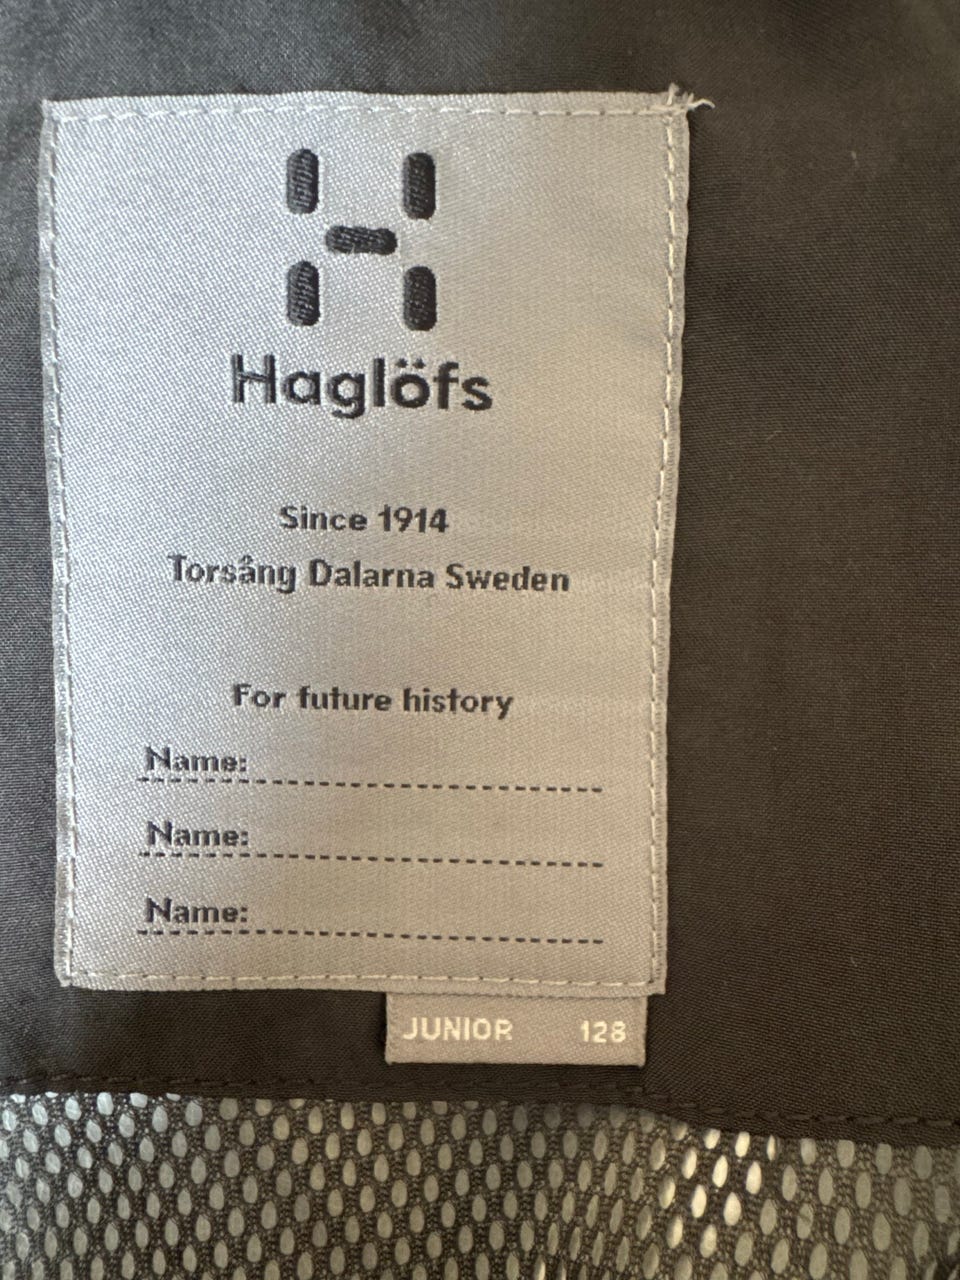 Haglöfs
Since 1914
Torsång Dalarna Sweden
For future history
Name:
Name:
Name:
JUNIOR 128